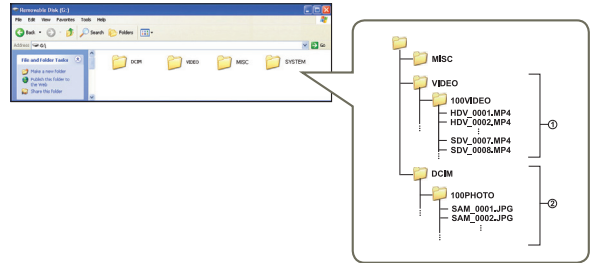 Removable Disk (G:)
File Edit View Favorites Tools Help
Back Search Folders
Address G:\
File and Folder Tasks
Make a new folder
Publish this folder to
the Web
Share this folder
DCIM
VIDEO
MISC
SYSTEM
MISC
VIDEO
100VIDEO
HDV_0001.MP4
HDV_0002.MP4
SDV_0007.MP4
SDV_0008.MP4
①
DCIM
100PHOTO
SAM_0001.JPG
SAM_0002.JPG
②